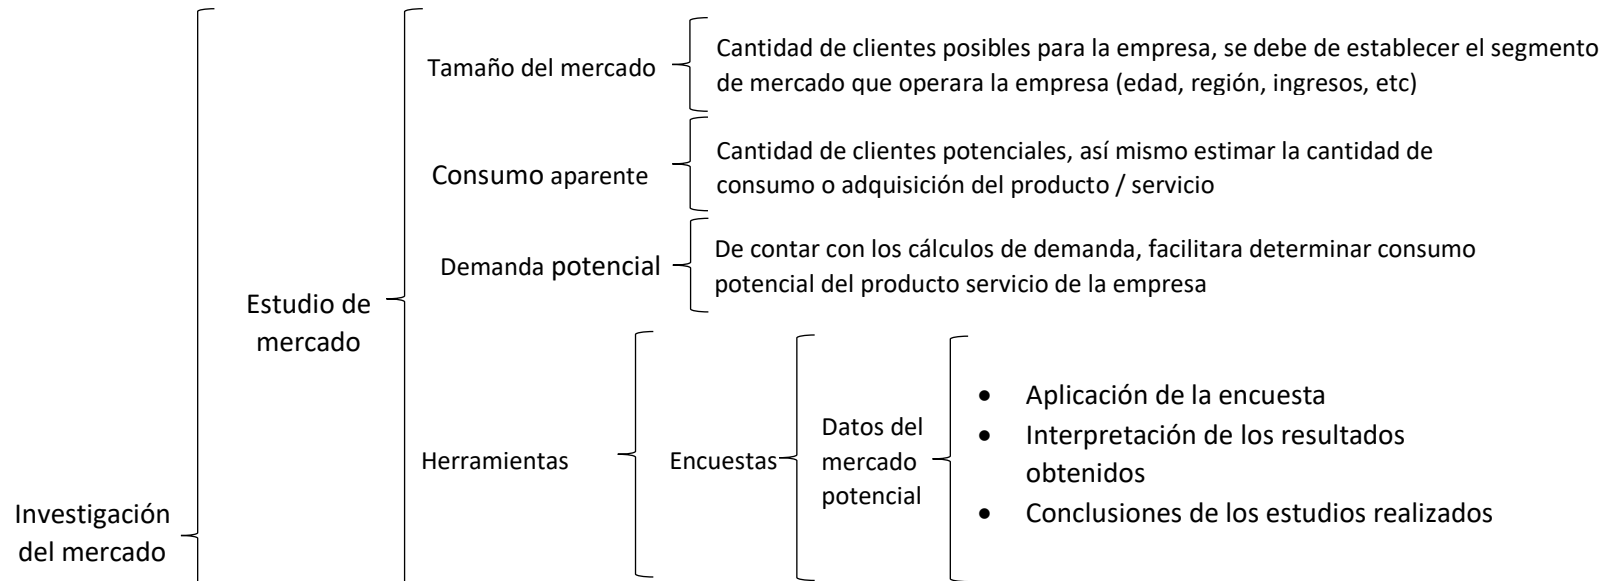 Tamaño del mercado
Cantidad de clientes posibles para la empresa, se debe de establecer el segmento
de mercado que operara la empresa (edad, región, ingresos, etc)
Consumo aparente
Cantidad de clientes potenciales, así mismo estimar la cantidad de
consumo o adquisición del producto / servicio
Demanda potencial
De contar con los cálculos de demanda, facilitara determinar consumo
potencial del producto servicio de la empresa
Estudio de
mercado
Herramientas
Encuestas
Datos del
mercado
potencial
• Aplicación de la encuesta
• Interpretación de los resultados
obtenidos
• Conclusiones de los estudios realizados
Investigación
del mercado